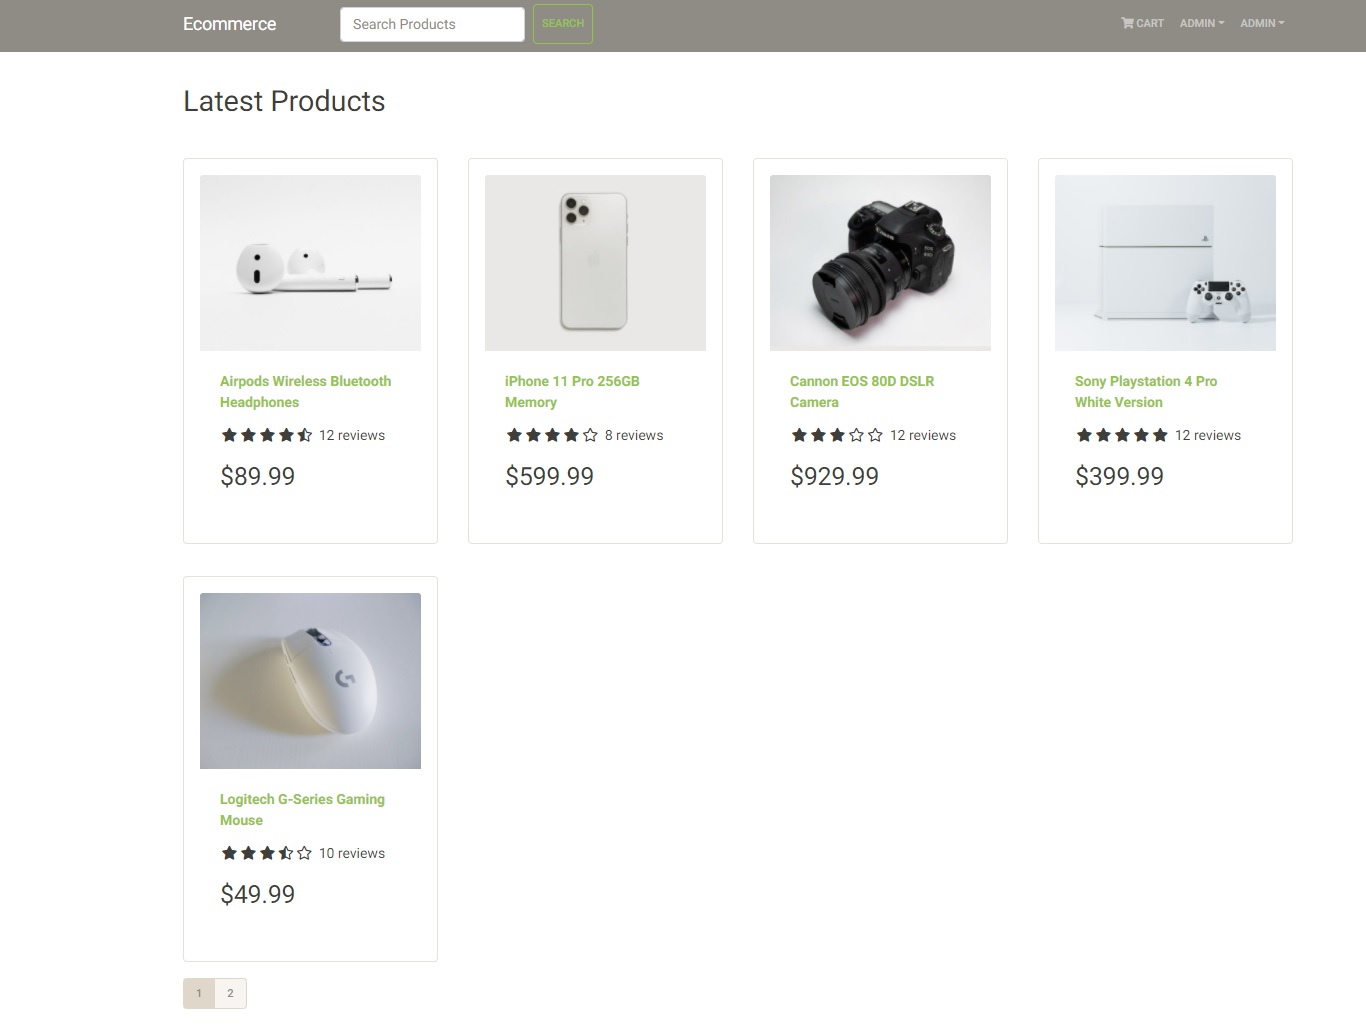 Ecommerce
Search Products
SEARCH
CART
ADMIN
ADMIN
Latest Products
Airpods Wireless Bluetooth
Headphones
12 reviews
$89.99
iPhone 11 Pro 256GB
Memory
8 reviews
$599.99
Cannon EOS 80D DSLR
Camera
12 reviews
$929.99
Sony Playstation 4 Pro
White Version
12 reviews
$399.99
Logitech G-Series Gaming
Mouse
10 reviews
$49.99
1
2